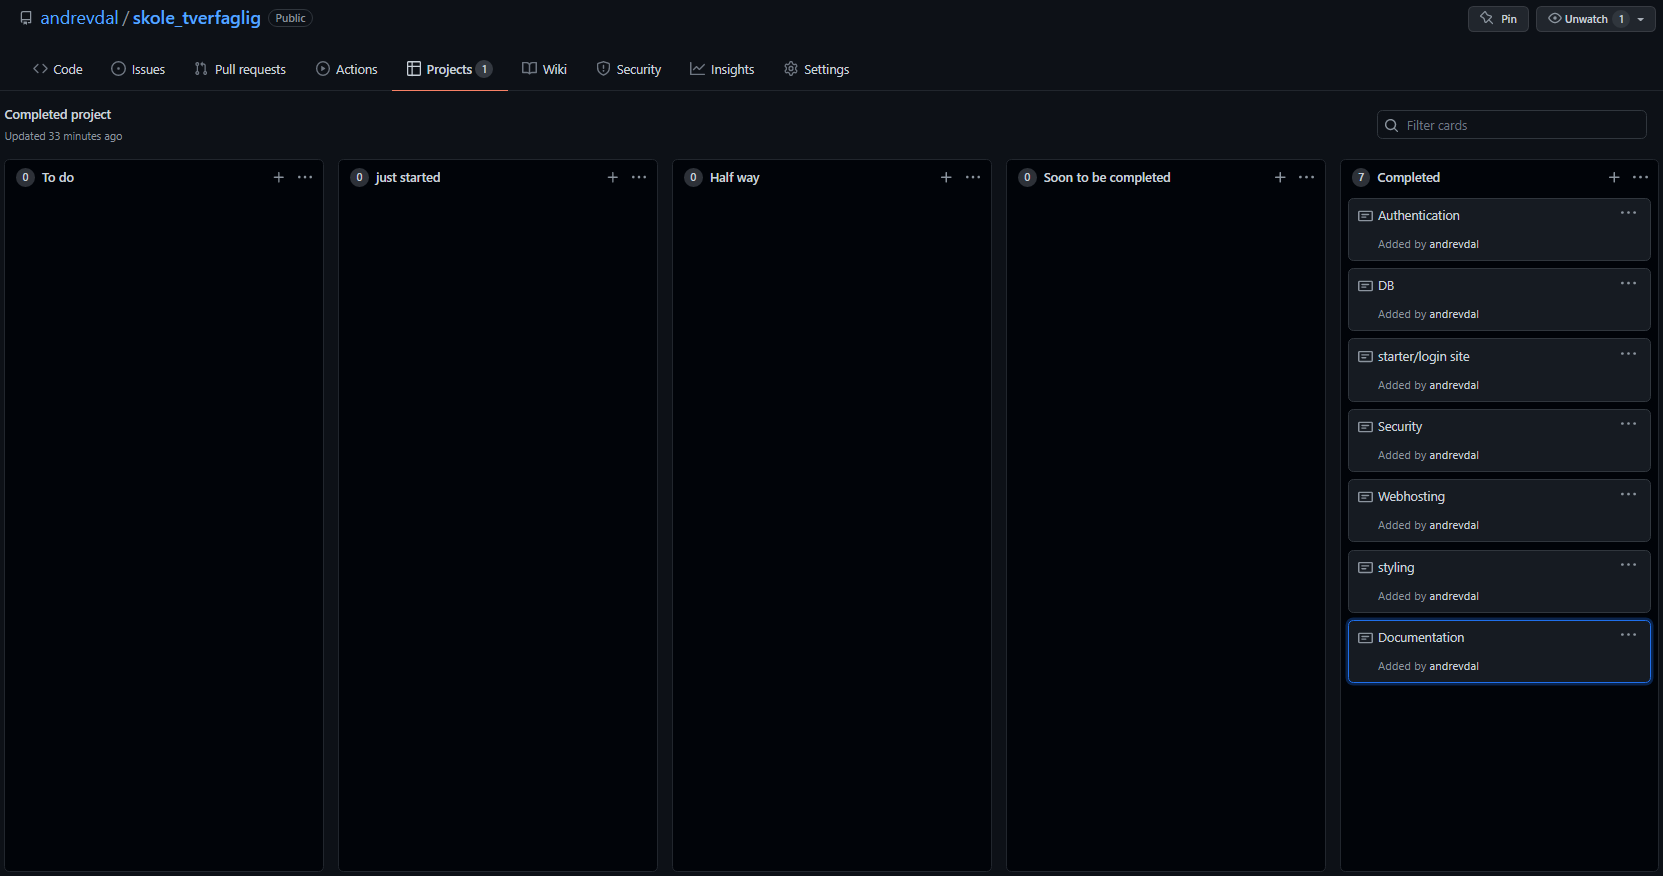 andrevdal / skole_tverfaglig Public
Pin
Unwatch 1
Code Issues Pull requests Actions Projects 1 Wiki Security Insights Settings
Completed project
Updated 33 minutes ago
Filter cards
0 To do
0 just started
0 Half way
0 Soon to be completed
7 Completed
Authentication
Added by andrevdal
DB
Added by andrevdal
starter/login site
Added by andrevdal
Security
Added by andrevdal
Webhosting
Added by andrevdal
styling
Added by andrevdal
Documentation
Added by andrevdal